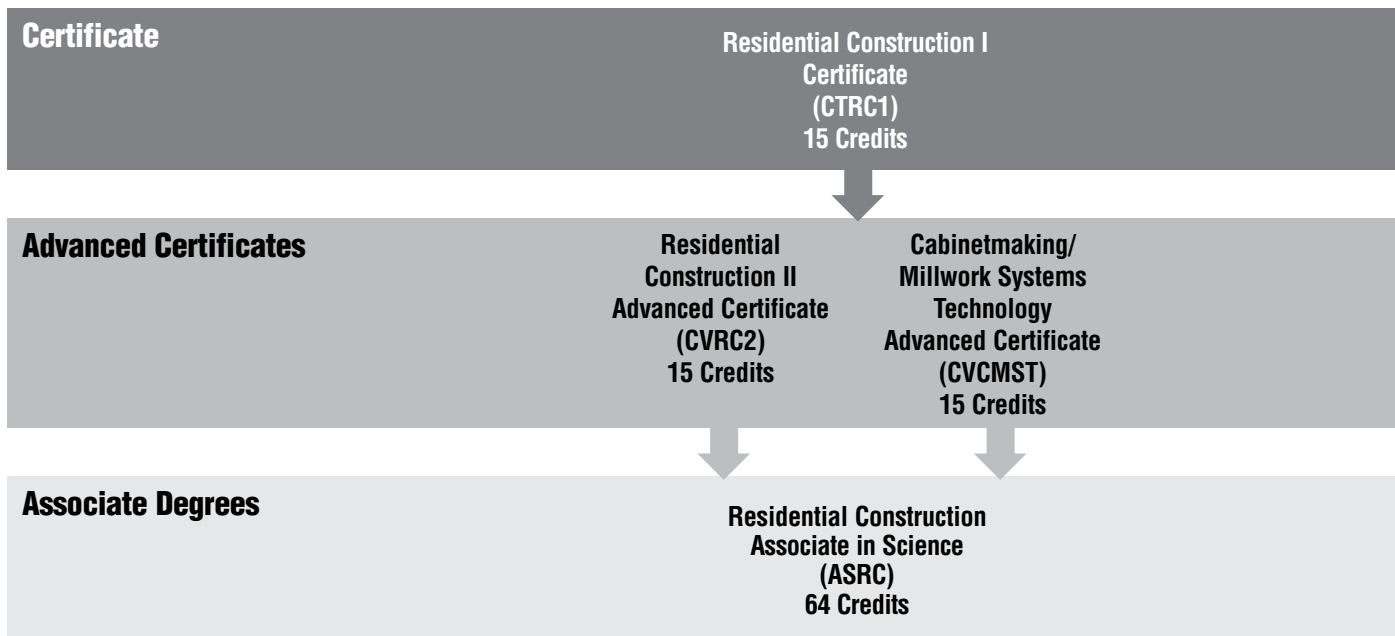 Certificate
Residential Construction I
Certificate
(CTRC1)
15 Credits
Advanced Certificates
Residential
Construction II
Advanced Certificate
(CVRC2)
15 Credits
Cabinetmaking/
Millwork Systems
Technology
Advanced Certificate
(CVCMST)
15 Credits
Associate Degrees
Residential Construction
Associate in Science
(ASRC)
64 Credits